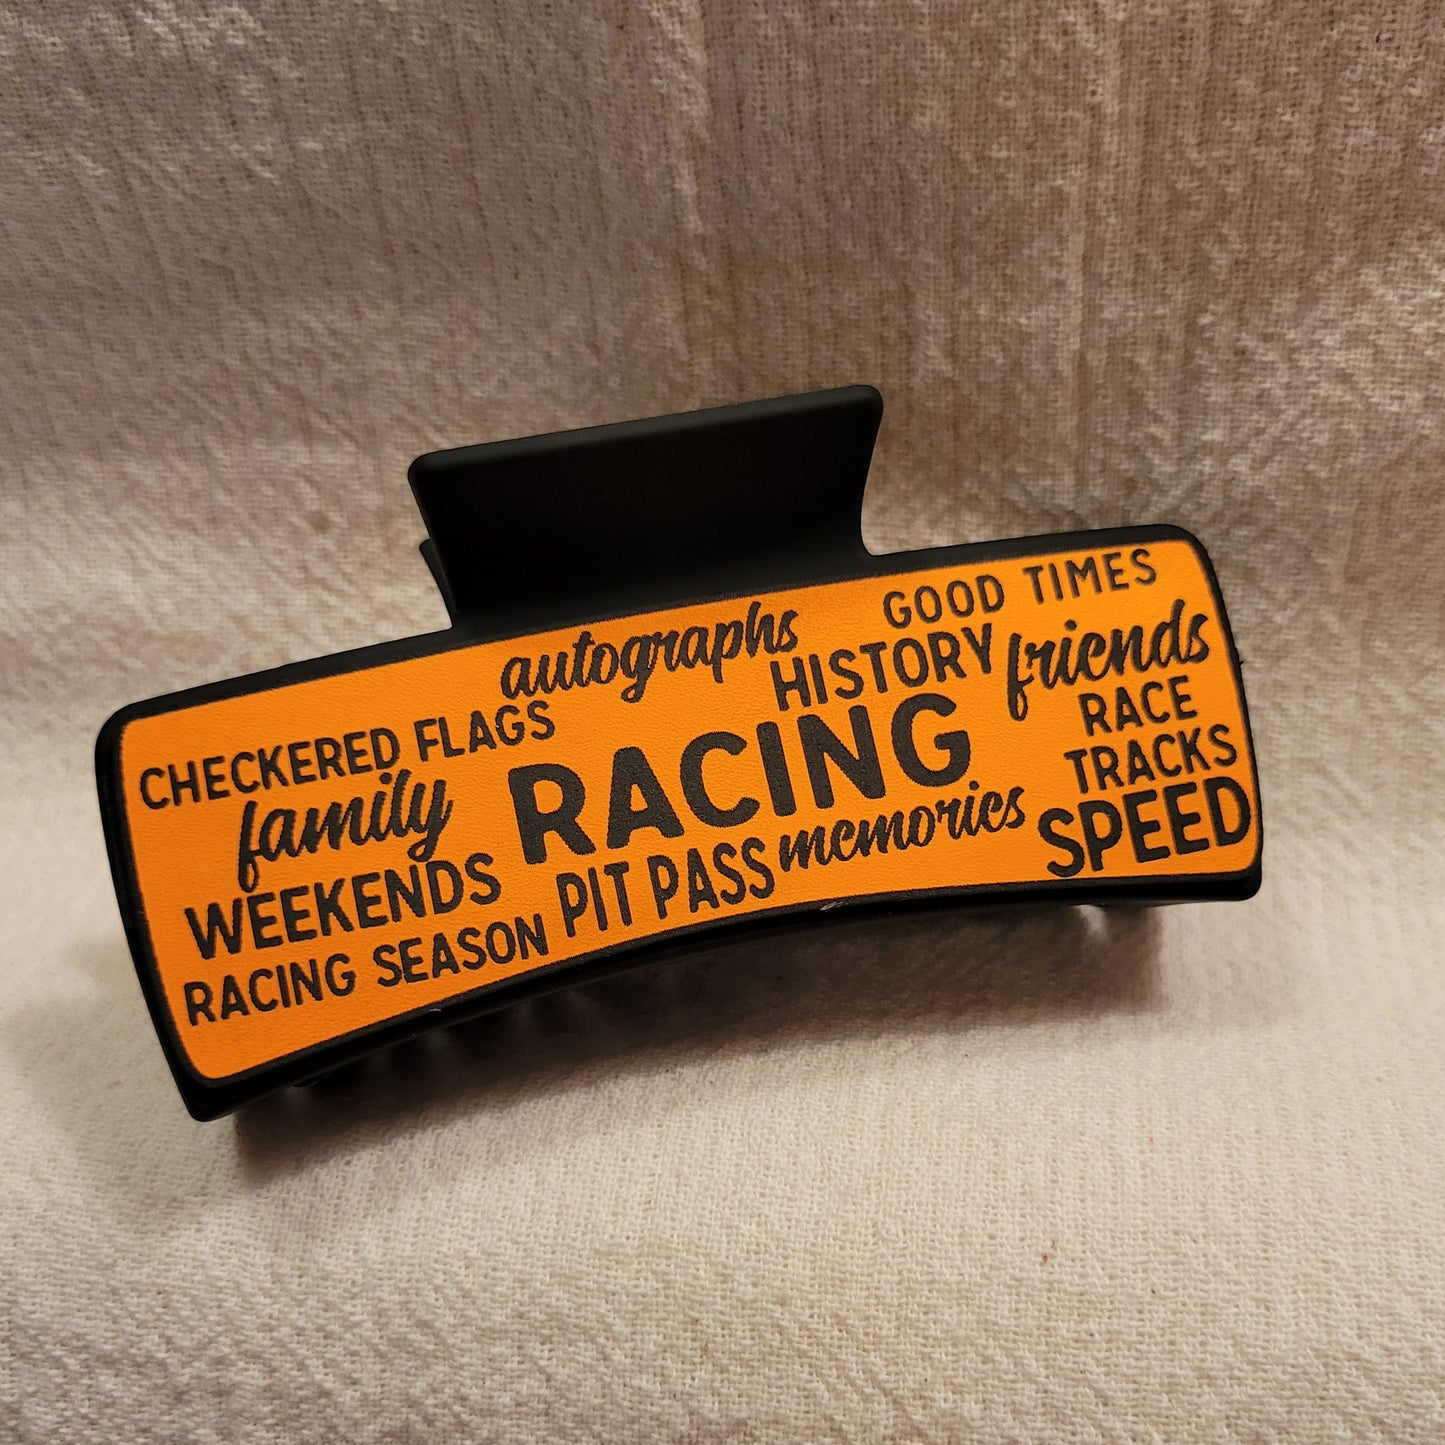 GOOD TIMES
autographs
HISTORY
friends
CHECKERED FLAGS
RACE
TRACKS
family
RACING
memories
SPEED
WEEKENDS
PIT PASS
RACING SEASON